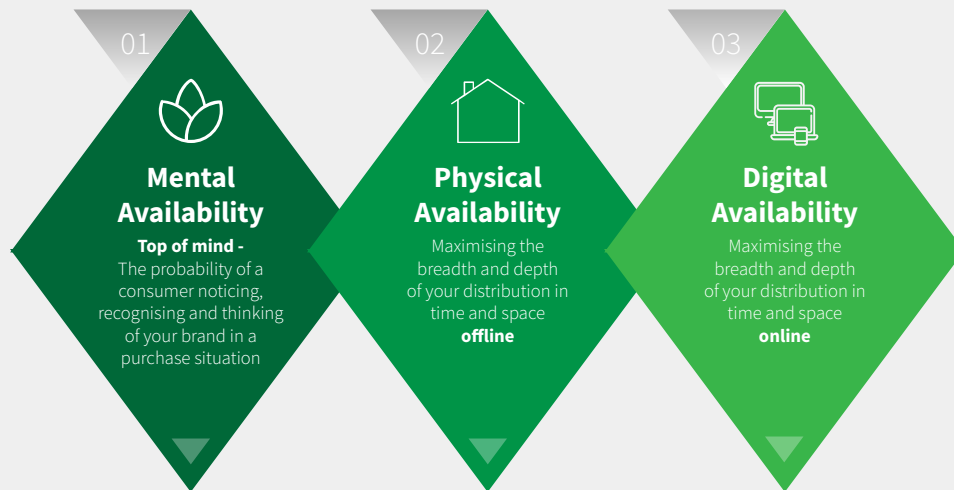 01
Mental
Availability
Top of mind -
The probability of a
consumer noticing,
recognising and thinking
of your brand in a
purchase situation
02
Physical
Availability
Maximising the
breadth and depth
of your distribution in
time and space
offline
03
Digital
Availability
Maximising the
breadth and depth
of your distribution in
time and space
online